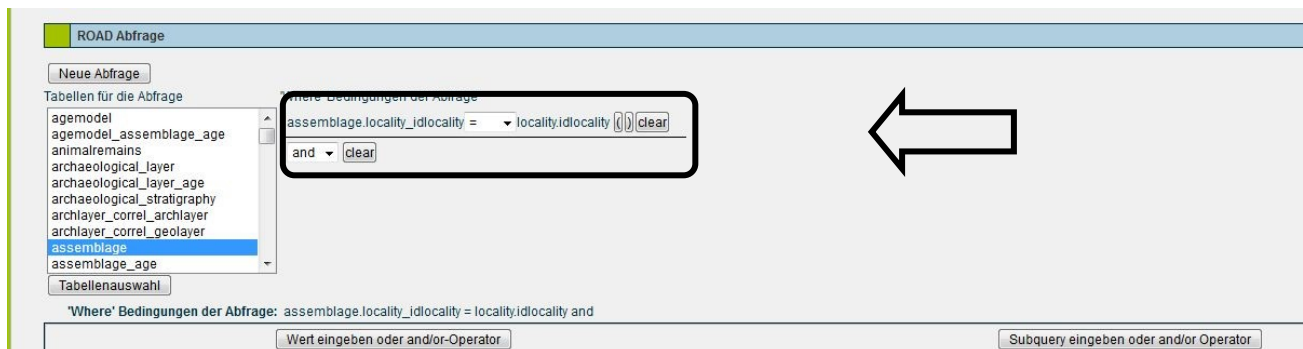 ROAD Abfrage
Neue Abfrage
Tabellen für die Abfrage
'Where' Bedingungen der Abfrage
agemodel
agemodel_assemblage_age
animalremains
archaeological_layer
archaeological_layer_age
archaeological_stratigraphy
archlayer_correl_archlayer
archlayer_correl_geolayer
assemblage
assemblage_age
assemblage.locality_idlocality = locality.idlocality ( ) clear
and clear
Tabellenauswahl
'Where' Bedingungen der Abfrage: assemblage.locality_idlocality = locality.idlocality and
Wert eingeben oder and/or-Operator
Subquery eingeben oder and/or Operator